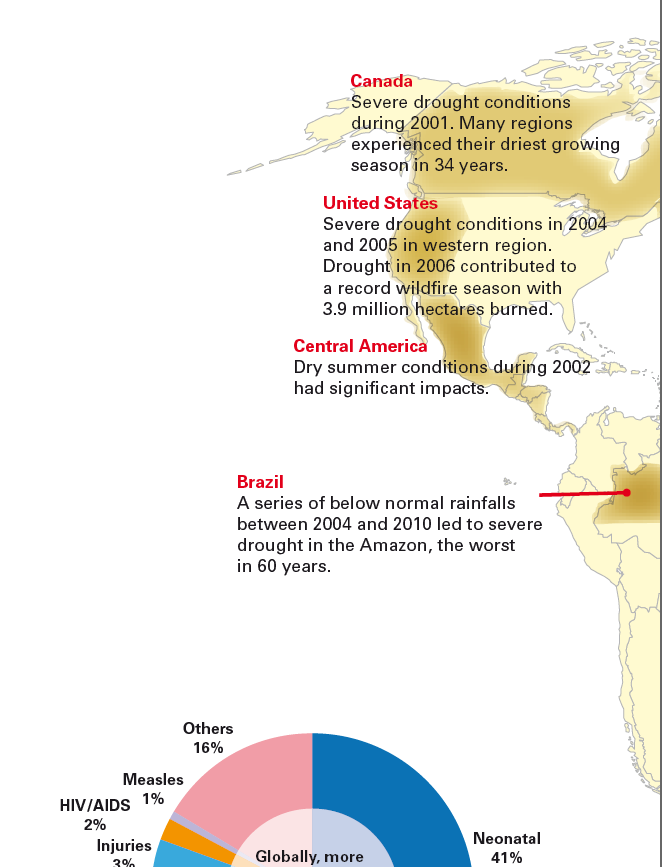 Canada
Severe drought conditions
during 2001. Many regions
experienced their driest growing
season in 34 years.
United States
Severe drought conditions in 2004
and 2005 in western region.
Drought in 2006 contributed to
a record wildfire season with
3.9 million hectares burned.
Central America
Dry summer conditions during 2002
had significant impacts.
Brazil
A series of below normal rainfalls
between 2004 and 2010 led to severe
drought in the Amazon, the worst
in 60 years.
Others
16%
Measles
1%
HIV/AIDS
2%
Injuries
3%
Globally, more
Neonatal
41%